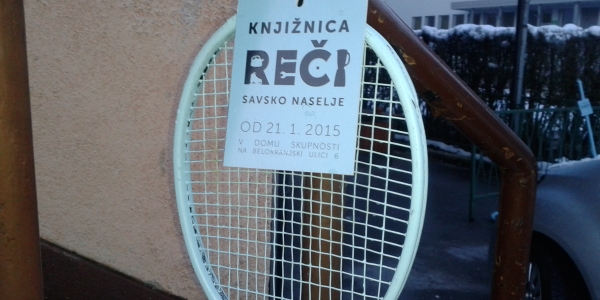 KNJIŽNICA
REČI
SAVSKO NASELJE
OD 21. 1. 2015
V DOMU SKUPNOSTI
NA BELOKRANJSKI ULICI 6